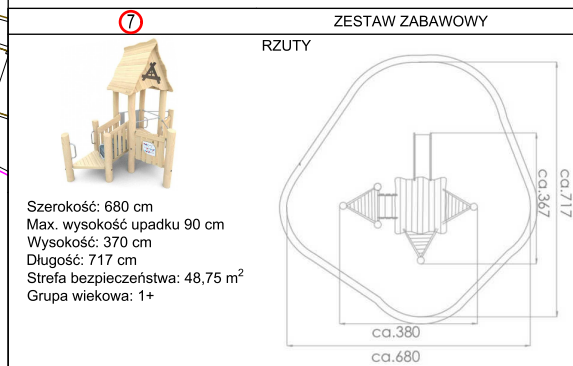 7
ZESTAW ZABAWOWY
RZUTY
Szerokość: 680 cm
Max. wysokość upadku 90 cm
Wysokość: 370 cm
Długość: 717 cm
Strefa bezpieczeństwa: 48,75 m²
Grupa wiekowa: 1+
ca.367
ca.717
ca.380
ca.680